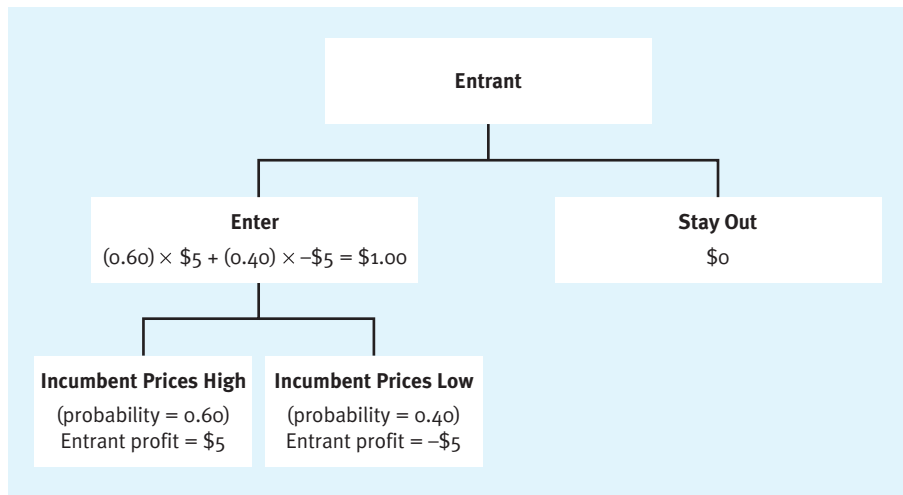 Entrant
Enter
(0.60) × $5 + (0.40) × –$5 = $1.00
Stay Out
$0
Incumbent Prices High
(probability = 0.60)
Entrant profit = $5
Incumbent Prices Low
(probability = 0.40)
Entrant profit = –$5